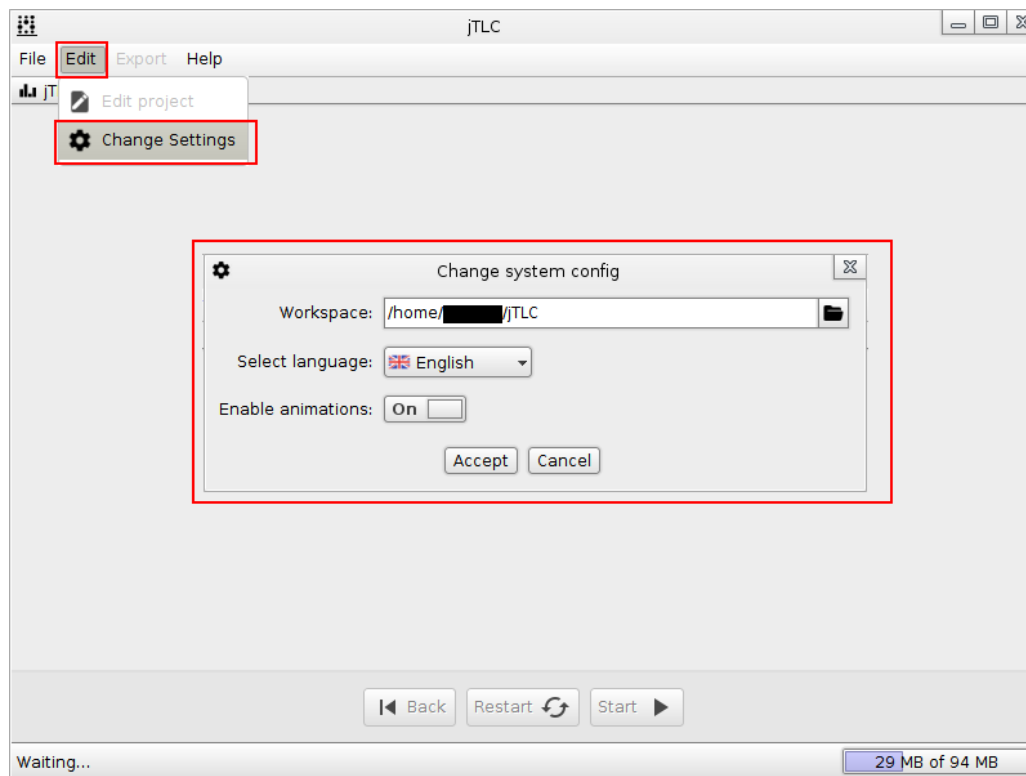 jTLC
File Edit Export Help
Edit project
Change Settings
Change system config
Workspace: /home/ /jTLC
Select language: English
Enable animations: On
Accept Cancel
Back Restart Start
Waiting... 29 MB of 94 MB